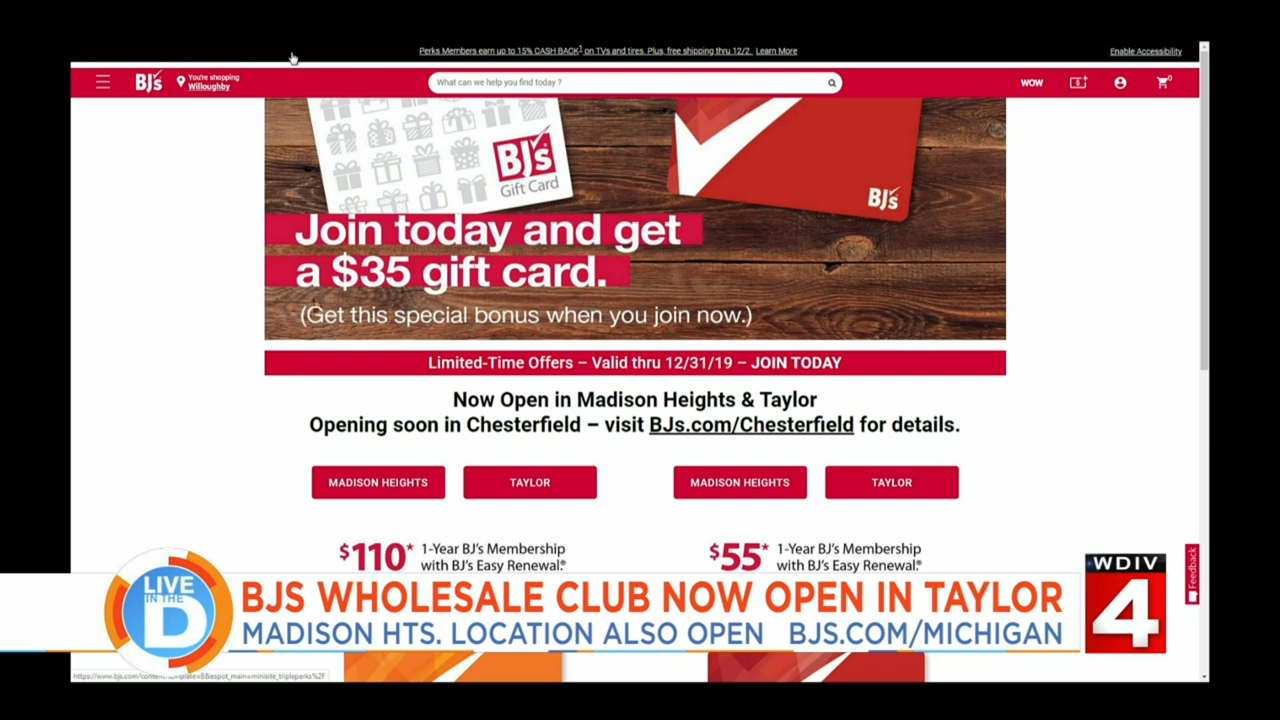 Perks Members earn up to 15% CASH BACK¹ on TVs and tires. Plus, free shipping thru 12/2. Learn More
Enable Accessibility
BJ's
You're shopping
Willoughby
What can we help you find today ?
WOW
$
0
BJ's
Gift Card
BJ's
Join today and get
a $35 gift card.
(Get this special bonus when you join now.)
Limited-Time Offers – Valid thru 12/31/19 – JOIN TODAY
Now Open in Madison Heights & Taylor
Opening soon in Chesterfield – visit BJs.com/Chesterfield for details.
MADISON HEIGHTS
TAYLOR
MADISON HEIGHTS
TAYLOR
$110* 1-Year BJ's Membership
with BJ's Easy Renewal.®
$55* 1-Year BJ's Membership
with BJ's Easy Renewal.®
Feedback
LIVE
IN THE
D
BJS WHOLESALE CLUB NOW OPEN IN TAYLOR
MADISON HTS. LOCATION ALSO OPEN BJS.COM/MICHIGAN
WDIV
4